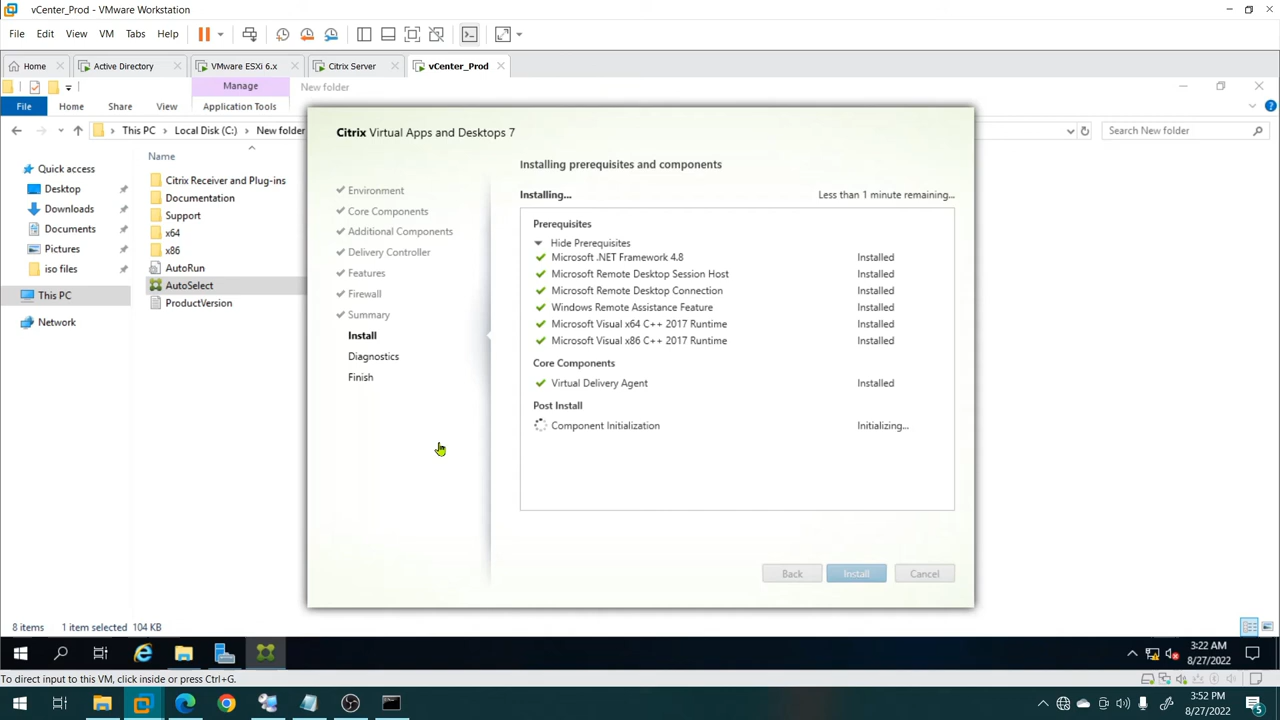 vCenter_Prod - VMware Workstation
File Edit View VM Tabs Help
Home Active Directory VMware ESXi 6.x Citrix Server vCenter_Prod
Manage New folder
File Home Share View Application Tools
This PC Local Disk (C:) New folder Search New folder
Name
Quick access
Desktop
Downloads
Documents
Pictures
iso files
This PC
Network
Citrix Receiver and Plug-ins
Documentation
Support
x64
x86
AutoRun
AutoSelect
ProductVersion
Citrix Virtual Apps and Desktops 7
Environment
Core Components
Additional Components
Delivery Controller
Features
Firewall
Summary
Install
Diagnostics
Finish
Installing prerequisites and components
Installing... Less than 1 minute remaining...
Prerequisites
Hide Prerequisites
Microsoft .NET Framework 4.8 Installed
Microsoft Remote Desktop Session Host Installed
Microsoft Remote Desktop Connection Installed
Windows Remote Assistance Feature Installed
Microsoft Visual x64 C++ 2017 Runtime Installed
Microsoft Visual x86 C++ 2017 Runtime Installed
Core Components
Virtual Delivery Agent Installed
Post Install
Component Initialization Initializing...
Back Install Cancel
8 items 1 item selected 104 KB
3:22 AM
8/27/2022
To direct input to this VM, click inside or press Ctrl+G.
3:52 PM
8/27/2022
5